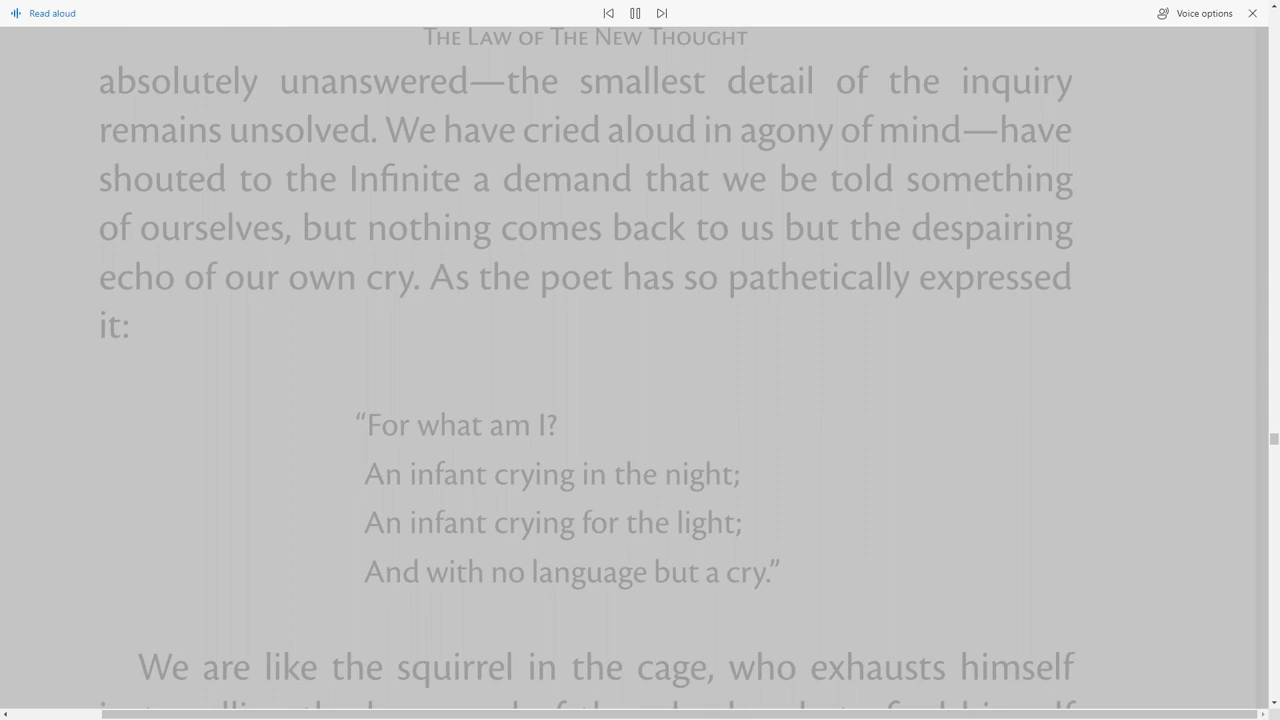 Read aloud
Voice options
The Law of The New Thought
absolutely unanswered—the smallest detail of the inquiry
remains unsolved. We have cried aloud in agony of mind—have
shouted to the Infinite a demand that we be told something
of ourselves, but nothing comes back to us but the despairing
echo of our own cry. As the poet has so pathetically expressed
it:
“For what am I?
An infant crying in the night;
An infant crying for the light;
And with no language but a cry.”
We are like the squirrel in the cage, who exhausts himself